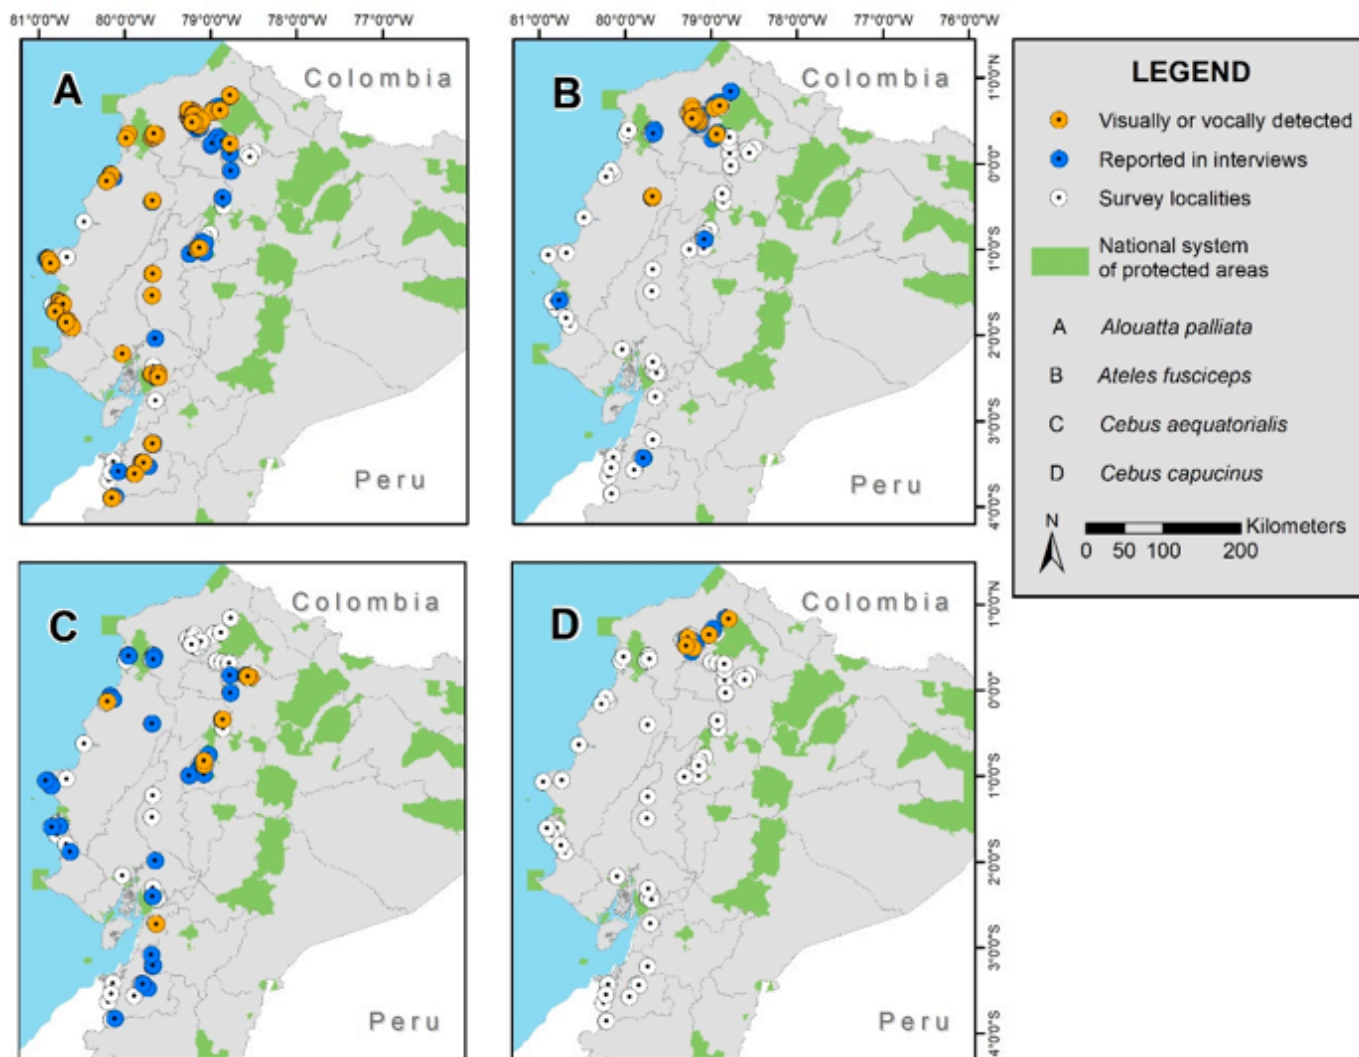 81°0'0"W 80°0'0"W 79°0'0"W 78°0'0"W 77°0'0"W
81°0'0"W 80°0'0"W 79°0'0"W 78°0'0"W 77°0'0"W 76°0'0"W
A
Colombia
Peru
B
Colombia
Peru
1°0'0"N
0°0'0"
1°0'0"S
2°0'0"S
3°0'0"S
4°0'0"S
LEGEND
Visually or vocally detected
Reported in interviews
Survey localities
National system
of protected areas
A Alouatta palliata
B Ateles fusciceps
C Cebus aequatorialis
D Cebus capucinus
N
Kilometers
0 50 100 200
C
Colombia
Peru
D
Colombia
Peru
1°0'0"N
0°0'0"
1°0'0"S
2°0'0"S
3°0'0"S
4°0'0"S